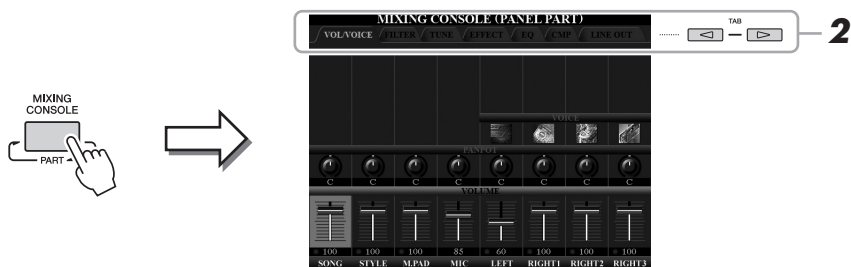 MIXING CONSOLE (PANEL PART)
VOL/VOICE FILTER TUNE EFFECT EQ CMP LINE OUT
TAB
2
MIXING
CONSOLE
PART
VOICE
PANPOT
C C C C C C C C
VOLUME
100 100 100 85 60 100 100 100
SONG STYLE M.PAD MIC LEFT RIGHT1 RIGHT2 RIGHT3